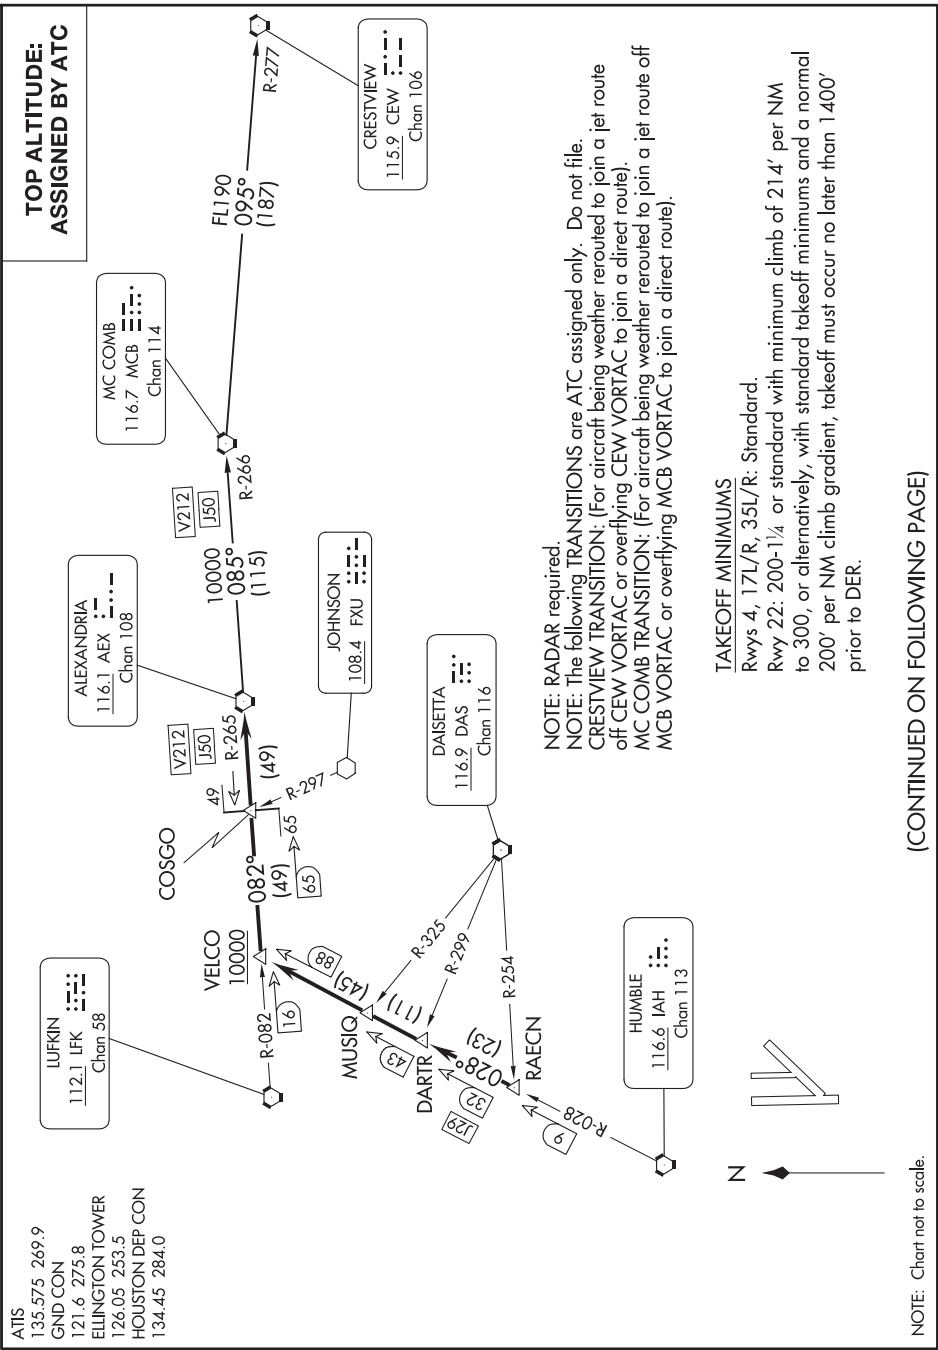 TOP ALTITUDE:
ASSIGNED BY ATC
ATIS
135.575 269.9
GND CON
121.6 275.8
ELLINGTON TOWER
126.05 253.5
HOUSTON DEP CON
134.45 284.0
LUFKIN
112.1 LFK
Chan 58
R-082
16
VELCO
10000
COSGO
082°
(49)
65
65
49
R-297
V212
J50
R-265
(49)
ALEXANDRIA
116.1 AEX
Chan 108
JOHNSON
108.4 FXU
10000
085°
(115)
V212
J50
R-266
MC COMB
116.7 MCB
Chan 114
FL190
095°
(187)
R-277
CRESTVIEW
115.9 CEW
Chan 106
88
(45)
MUSIQ
(11)
43
DARTR
028°
(23)
32
J29
RAECN
9
R-028
R-325
R-299
R-254
DAISETTA
116.9 DAS
Chan 116
HUMBLE
116.6 IAH
Chan 113
N
NOTE: RADAR required.
NOTE: The following TRANSITIONS are ATC assigned only. Do not file.
CRESTVIEW TRANSITION: (For aircraft being weather rerouted to join a jet route
off CEW VORTAC or overflying CEW VORTAC to join a direct route).
MC COMB TRANSITION: (For aircraft being weather rerouted to join a jet route off
MCB VORTAC or overflying MCB VORTAC to join a direct route).
TAKEOFF MINIMUMS
Rwys 4, 17L/R, 35L/R: Standard.
Rwy 22: 200-1¼ or standard with minimum climb of 214' per NM
to 300, or alternatively, with standard takeoff minimums and a normal
200' per NM climb gradient, takeoff must occur no later than 1400'
prior to DER.
(CONTINUED ON FOLLOWING PAGE)
NOTE: Chart not to scale.